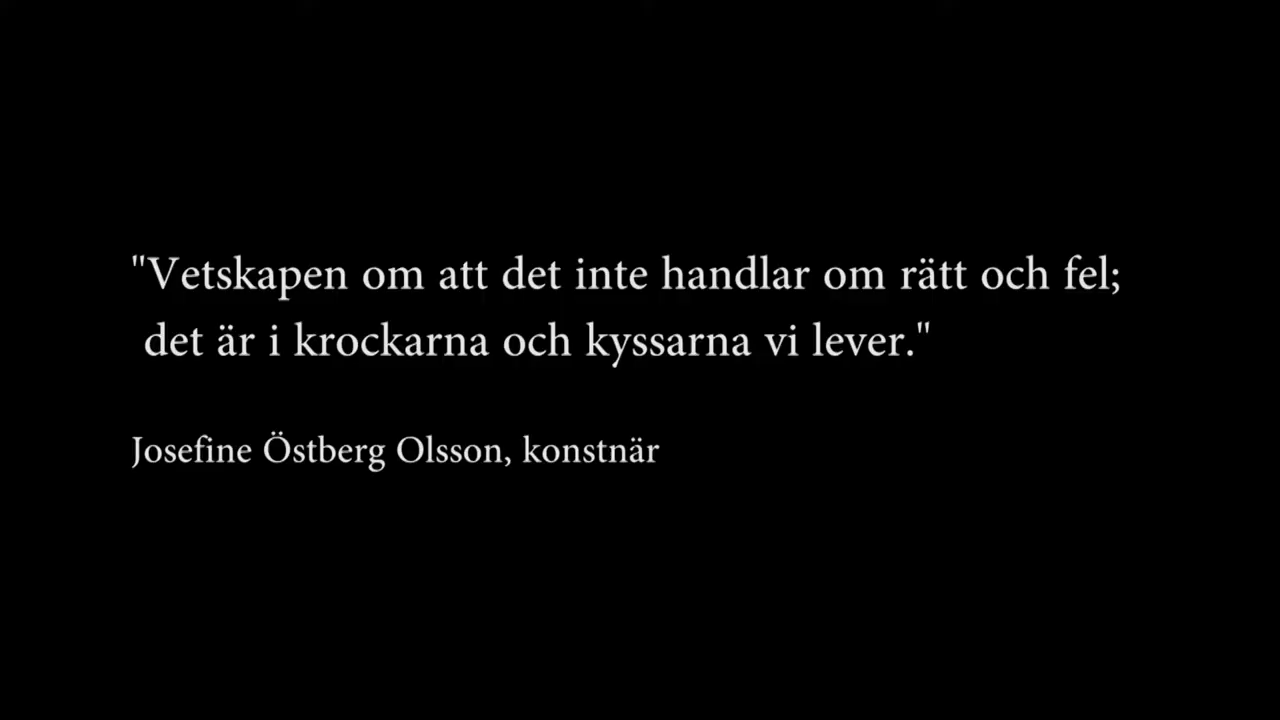 "Vetskapen om att det inte handlar om rätt och fel;
det är i krockarna och kyssarna vi lever."
Josefine Östberg Olsson, konstnär